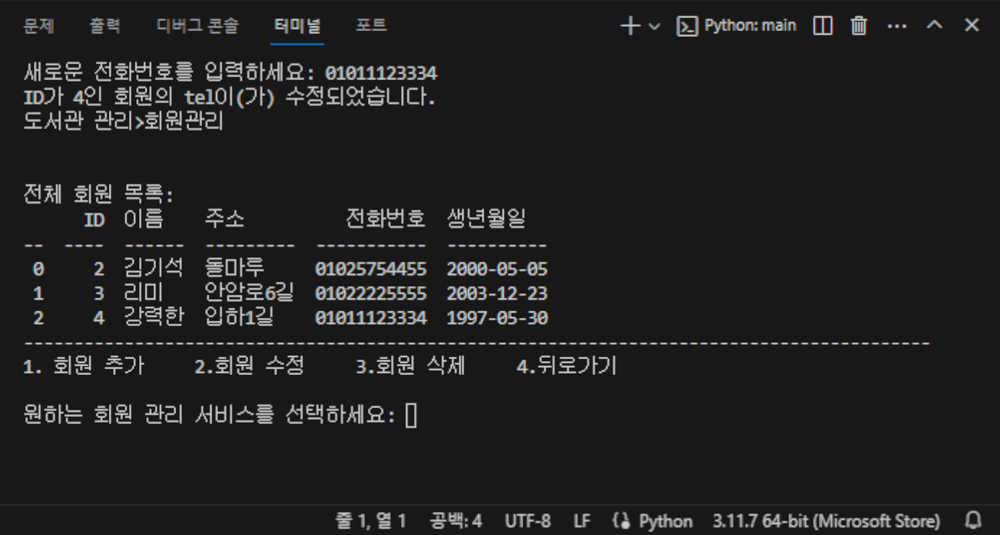 문제 출력 디버그 콘솔 터미널 포트 Python: main
새로운 전화번호를 입력하세요: 01011123334
ID가 4인 회원의 tel이(가) 수정되었습니다.
도서관 관리>회원관리
전체 회원 목록:
ID 이름 주소 전화번호 생년월일
-- ---- ------ --------- ----------- ----------
0 2 김기석 돌마루 01025754455 2000-05-05
1 3 리미 안암로6길 01022225555 2003-12-23
2 4 강력한 입하1길 01011123334 1997-05-30
------------------------------------------------------------------------------------------
1. 회원 추가 2.회원 수정 3.회원 삭제 4.뒤로가기
원하는 회원 관리 서비스를 선택하세요:
줄 1, 열 1 공백: 4 UTF-8 LF Python 3.11.7 64-bit (Microsoft Store)